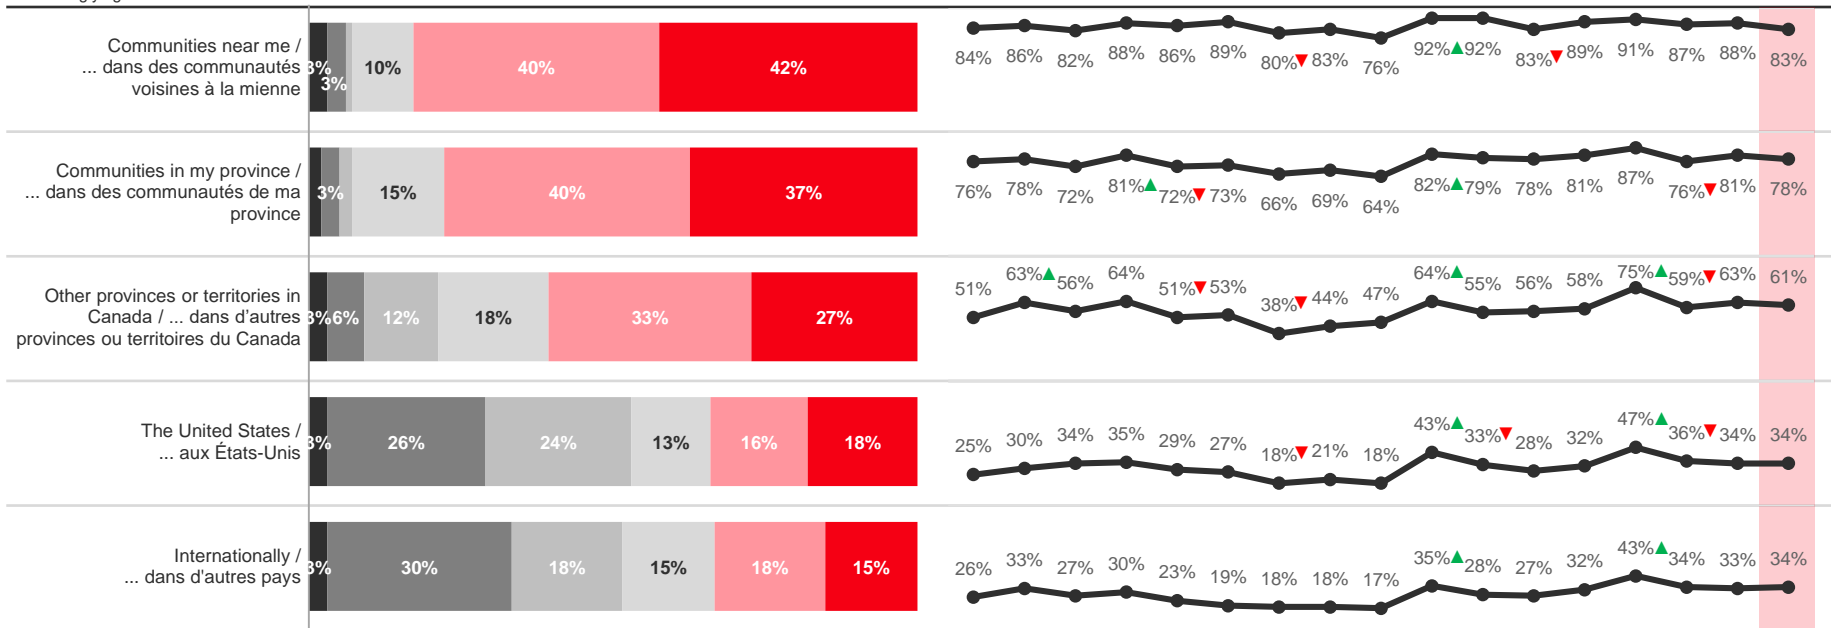 Communities near me /
... dans des communautés
voisines à la mienne
3% 3% 10% 40% 42%
84% 86% 82% 88% 86% 89% 80%▼ 83% 76% 92%▲ 92% 83%▼ 89% 91% 87% 88% 83%
Communities in my province /
... dans des communautés de ma
province
3% 15% 40% 37%
76% 78% 72% 81%▲ 72%▼ 73% 66% 69% 64% 82%▲ 79% 78% 81% 87% 76%▼ 81% 78%
Other provinces or territories in
Canada / ... dans d’autres
provinces ou territoires du Canada
3% 6% 12% 18% 33% 27%
51% 63%▲ 56% 64% 51%▼ 53% 38%▼ 44% 47% 64%▲ 55% 56% 58% 75%▲ 59%▼ 63% 61%
The United States /
... aux États-Unis
3% 26% 24% 13% 16% 18%
25% 30% 34% 35% 29% 27% 18%▼ 21% 18% 43%▲ 33%▼ 28% 32% 47%▲ 36%▼ 34% 34%
Internationally /
... dans d'autres pays
3% 30% 18% 15% 18% 15%
26% 33% 27% 30% 23% 19% 18% 18% 17% 35%▲ 28% 27% 32% 43%▲ 34% 33% 34%